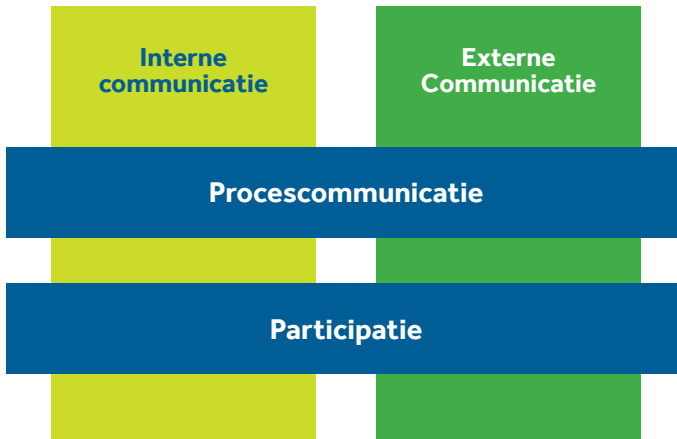 Interne
communicatie
Externe
Communicatie
Procescommunicatie
Participatie